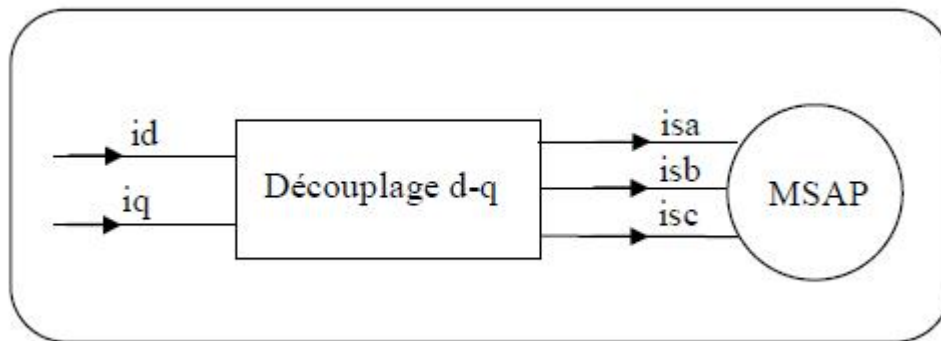 id
iq
Découplage d-q
isa
isb
isc
MSAP